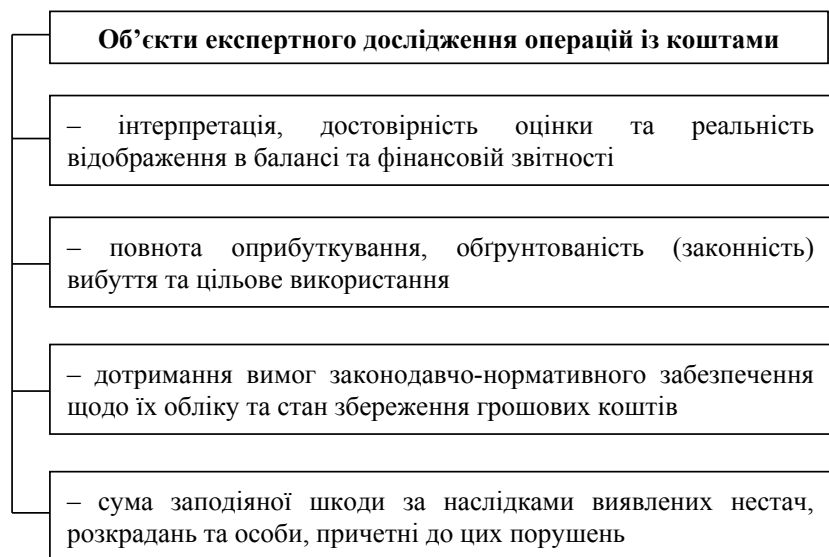 Об’єкти експертного дослідження операцій із коштами
– інтерпретація, достовірність оцінки та реальність
відображення в балансі та фінансовій звітності
– повнота оприбуткування, обґрунтованість (законність)
вибуття та цільове використання
– дотримання вимог законодавчо-нормативного забезпечення
щодо їх обліку та стан збереження грошових коштів
– сума заподіяної шкоди за наслідками виявлених нестач,
розкрадань та особи, причетні до цих порушень